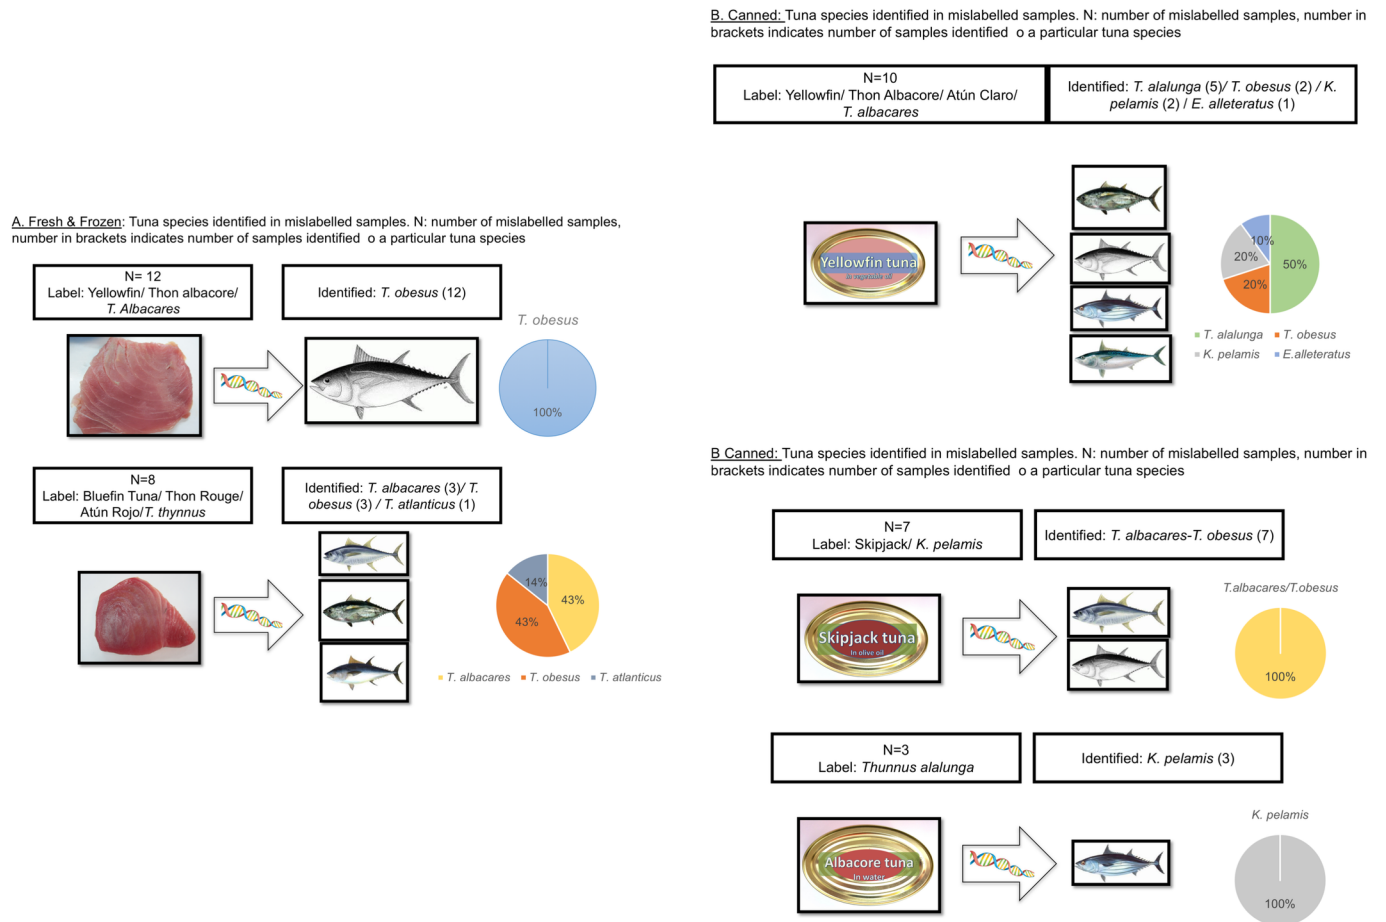 A. Fresh & Frozen: Tuna species identified in mislabelled samples. N: number of mislabelled samples,
number in brackets indicates number of samples identified  o a particular tuna species
N= 12
Label: Yellowfin/ Thon albacore/
T. Albacares
Identified: T. obesus (12)
T. obesus
100%
N=8
Label: Bluefin Tuna/ Thon Rouge/
Atún Rojo/T. thynnus
Identified: T. albacares (3)/ T.
obesus (3) / T. atlanticus (1)
14%
43%
43%
T. albacares
T. obesus
T. atlanticus
B. Canned: Tuna species identified in mislabelled samples. N: number of mislabelled samples, number in
brackets indicates number of samples identified  o a particular tuna species
N=10
Label: Yellowfin/ Thon Albacore/ Atún Claro/
T. albacares
Identified: T. alalunga (5)/ T. obesus (2) / K.
pelamis (2) / E. alleteratus (1)
Yellowfin tuna
In vegetable oil
10%
20%
50%
20%
T. alalunga
T. obesus
K. pelamis
E.alleteratus
B Canned: Tuna species identified in mislabelled samples. N: number of mislabelled samples, number in
brackets indicates number of samples identified  o a particular tuna species
N=7
Label: Skipjack/ K. pelamis
Identified: T. albacares-T. obesus (7)
Skipjack tuna
In olive oil
T.albacares/T.obesus
100%
N=3
Label: Thunnus alalunga
Identified: K. pelamis (3)
Albacore tuna
In water
K. pelamis
100%